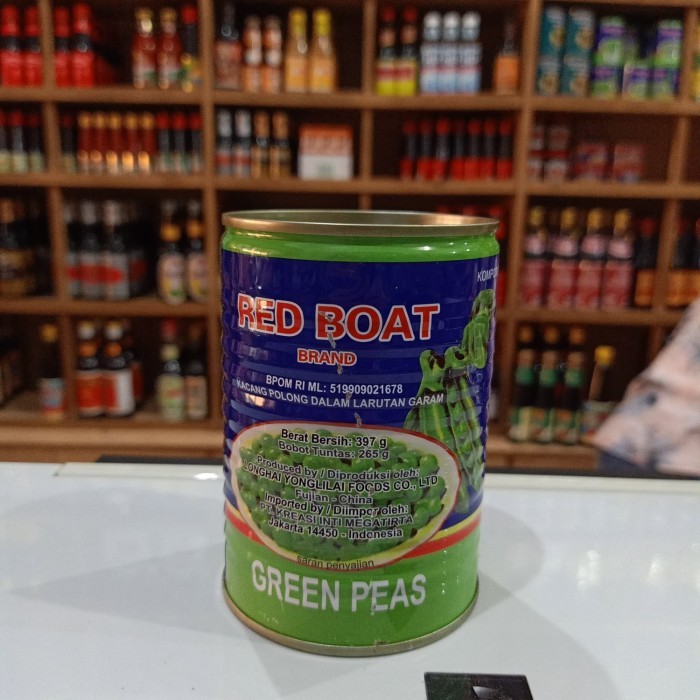 KOMPO
RED BOAT
BRAND
BPOM RI ML: 519909021678
KACANG POLONG DALAM LARUTAN GARAM
Berat Bersih: 397 g
Bobot Tuntas: 265 g
Produced by / Diproduksi oleh:
LONGHAI YONGLILAI FOODS CO., LTD
Fujian - China
Imported by / Diimpor oleh:
PT. KREASI INTI MEGATIRTA
Jakarta 14450 - Indonesia
saran penyajian
GREEN PEAS